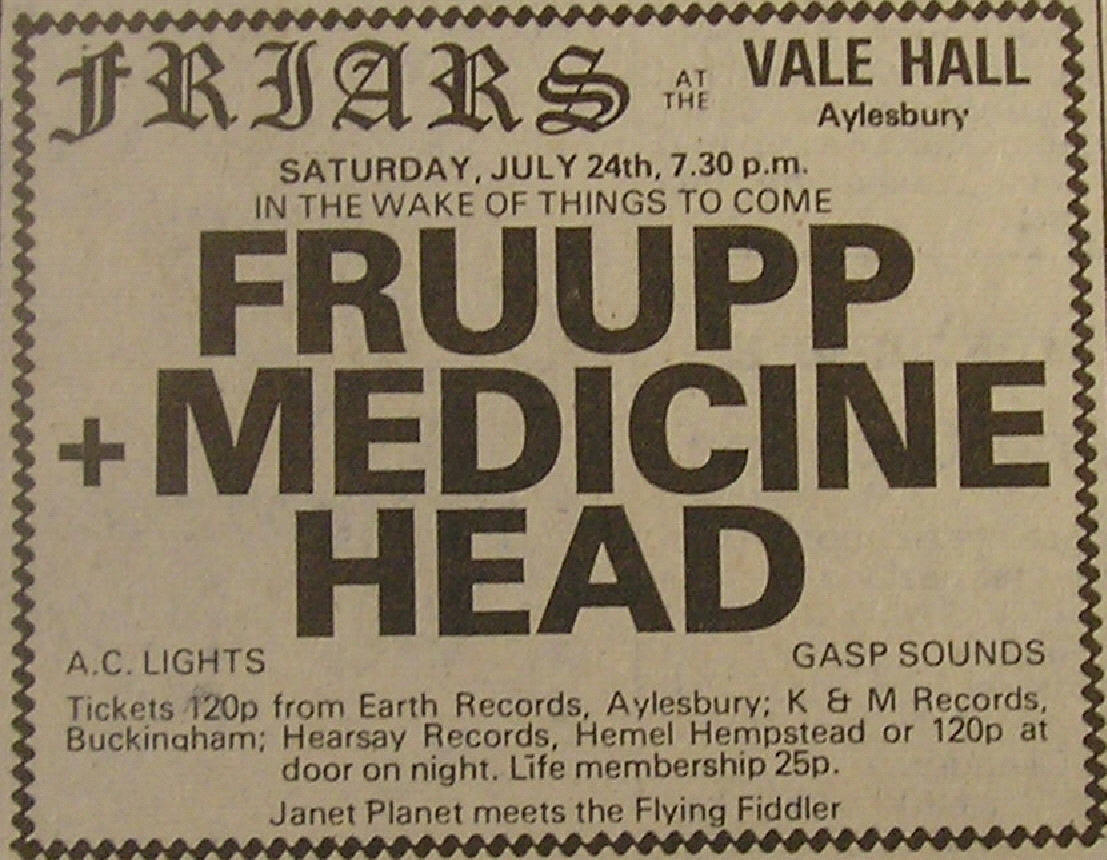 FRIARS AT THE VALE HALL
Aylesbury
SATURDAY, JULY 24th, 7.30 p.m.
IN THE WAKE OF THINGS TO COME
FRUUPP
+ MEDICINE
HEAD
A.C. LIGHTS
GASP SOUNDS
Tickets 120p from Earth Records, Aylesbury; K & M Records,
Buckingham; Hearsay Records, Hemel Hempstead or 120p at
door on night. Life membership 25p.
Janet Planet meets the Flying Fiddler